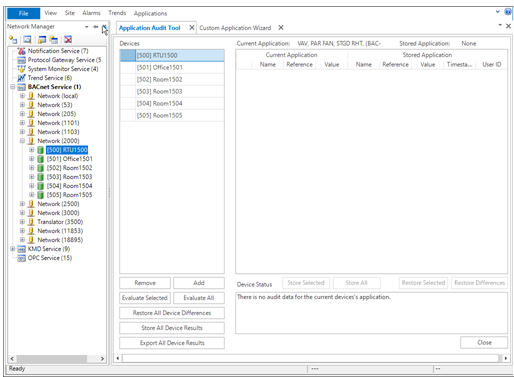 File View Site Alarms Trends Applications
Network Manager
Application Audit Tool
Custom Application Wizard
Notification Service (7)
Protocol Gateway Service (5
System Monitor Service (4)
Trend Service (6)
BACnet Service (1)
Network (local)
Network (53)
Network (205)
Network (1101)
Network (1103)
Network (2000)
[500] RTU1500
[501] Office1501
[502] Room1502
[503] Room1503
[504] Room1504
[505] Room1505
Network (2500)
Network (3000)
Translator (3500)
Network (11853)
Network (18895)
KMD Service (9)
OPC Service (15)
Devices
[500] RTU1500
[501] Office1501
[502] Room1502
[503] Room1503
[504] Room1504
[505] Room1505
Remove Add
Evaluate Selected Evaluate All
Restore All Device Differences
Store All Device Results
Export All Device Results
Current Application: VAV, PAR FAN, STGD RHT, (BAC- Stored Application: None
Current Application Stored Application
Name Reference Value Name Reference Value Timesta... User ID
Device Status Store Selected Store All Restore Selected Restore Differences
There is no audit data for the current devices's application.
Close
Ready --- --